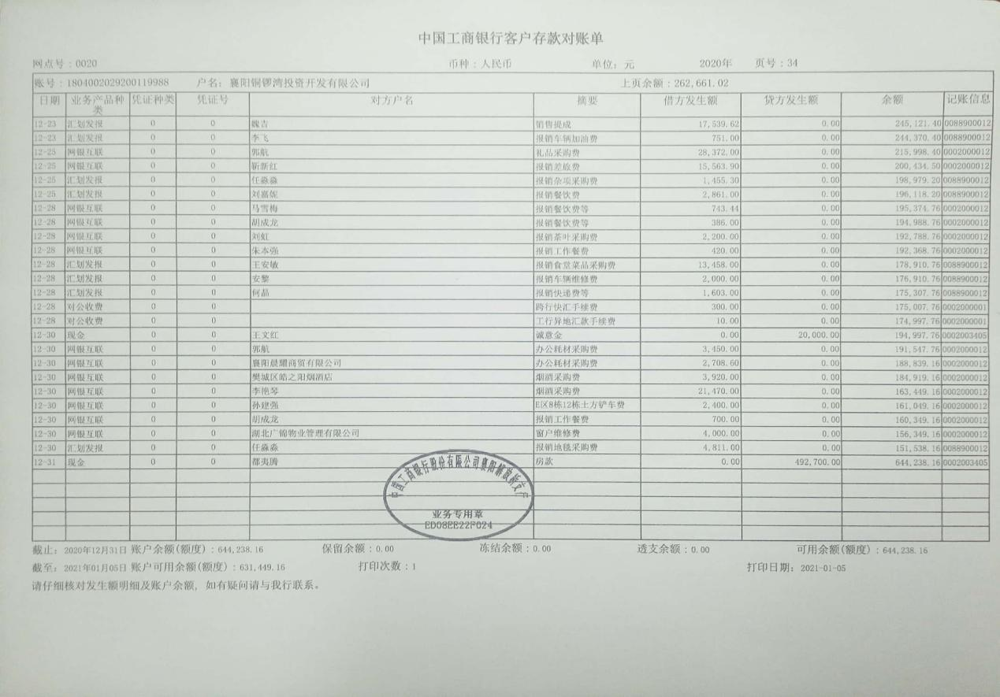 中国工商银行客户存款对账单
网点号：0020 币种：人民币 单位：元 2020年 页号：34
账号：1804002029200119988 户名：襄阳铜锣湾投资开发有限公司 上页余额：262,661.02
日期 业务产品种类 凭证种类 凭证号 对方户名 摘要 借方发生额 贷方发生额 余额 记账信息
12-23 汇划发报 0 0 魏吉 销售提成 17,539.62 0.00 245,121.40 0088900012
12-23 汇划发报 0 0 李飞 报销车辆加油费 751.00 0.00 244,370.40 0088900012
12-25 网银互联 0 0 郭航 礼品采购费 28,372.00 0.00 215,998.40 0002000012
12-25 网银互联 0 0 靳新红 报销差旅费 15,563.90 0.00 200,434.50 0002000012
12-25 汇划发报 0 0 任淼淼 报销杂项采购费 1,455.30 0.00 198,979.20 0088900012
12-25 汇划发报 0 0 刘嘉妮 报销餐饮费 2,861.00 0.00 196,118.20 0088900012
12-28 网银互联 0 0 马雪梅 报销餐饮费等 743.44 0.00 195,374.76 0002000012
12-28 网银互联 0 0 胡成龙 报销餐饮费等 386.00 0.00 194,988.76 0002000012
12-28 网银互联 0 0 刘虹 报销茶叶采购费 2,200.00 0.00 192,788.76 0002000012
12-28 网银互联 0 0 朱本强 报销工作餐费 420.00 0.00 192,368.76 0002000012
12-28 汇划发报 0 0 王安敏 报销食堂菜品采购费 13,458.00 0.00 178,910.76 0088900012
12-28 汇划发报 0 0 安黎 报销车辆维修费 2,000.00 0.00 176,910.76 0088900012
12-28 汇划发报 0 0 何晶 报销快递费等 1,603.00 0.00 175,307.76 0088900012
12-28 对公收费 0 0 跨行快汇手续费 300.00 0.00 175,007.76 0002000001
12-28 对公收费 0 0 工行异地汇款手续费 10.00 0.00 174,997.76 0002000001
12-30 现金 0 0 王文红 诚意金 0.00 20,000.00 194,997.76 0002003405
12-30 网银互联 0 0 郭航 办公耗材采购费 3,450.00 0.00 191,547.76 0002000012
12-30 网银互联 0 0 襄阳晨耀商贸有限公司 办公耗材采购费 2,708.60 0.00 188,839.16 0002000012
12-30 网银互联 0 0 樊城区皓之阳烟酒店 烟酒采购费 3,920.00 0.00 184,919.16 0002000012
12-30 网银互联 0 0 李艳琴 烟酒采购费 21,470.00 0.00 163,449.16 0002000012
12-30 网银互联 0 0 孙建强 E区8栋12栋土方铲车费 2,400.00 0.00 161,049.16 0002000012
12-30 网银互联 0 0 胡成龙 报销工作餐费 700.00 0.00 160,349.16 0002000012
12-30 网银互联 0 0 湖北广锦物业管理有限公司 窗户维修费 4,000.00 0.00 156,349.16 0002000012
12-30 汇划发报 0 0 任淼淼 报销地毯采购费 4,811.00 0.00 151,538.16 0088900012
12-31 现金 0 0 都夷腾 房款 0.00 492,700.00 644,238.16 0002003405
中国工商银行股份有限公司襄阳解放桥支行
业务专用章
ED08EE22F024
截止：2020年12月31日 账户余额(额度)：644,238.16 保留余额：0.00 冻结余额：0.00 透支余额：0.00 可用余额(额度)：644,238.16
截至：2021年01月05日 账户可用余额(额度)：631,449.16 打印次数：1 打印日期：2021-01-05
请仔细核对发生额明细及账户余额，如有疑问请与我行联系。